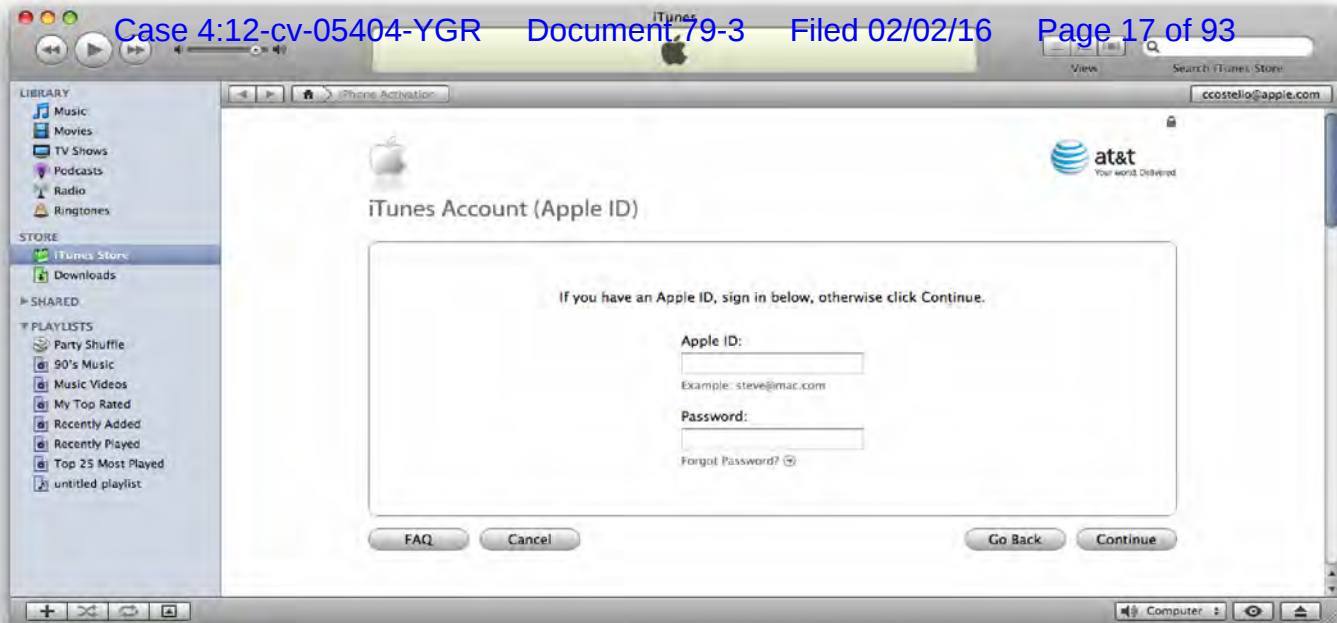 iTunes
Case 4:12-cv-05404-YGR Document 79-3 Filed 02/02/16 Page 17 of 93
View
Search iTunes Store
LIBRARY
Music
Movies
TV Shows
Podcasts
Radio
Ringtones
STORE
iTunes Store
Downloads
SHARED
PLAYLISTS
Party Shuffle
90's Music
Music Videos
My Top Rated
Recently Added
Recently Played
Top 25 Most Played
untitled playlist
iPhone Activation
ccostello@apple.com
at&t
Your world. Delivered.
iTunes Account (Apple ID)
If you have an Apple ID, sign in below, otherwise click Continue.
Apple ID:
Example: steve@mac.com
Password:
Forgot Password?
FAQ
Cancel
Go Back
Continue
Computer